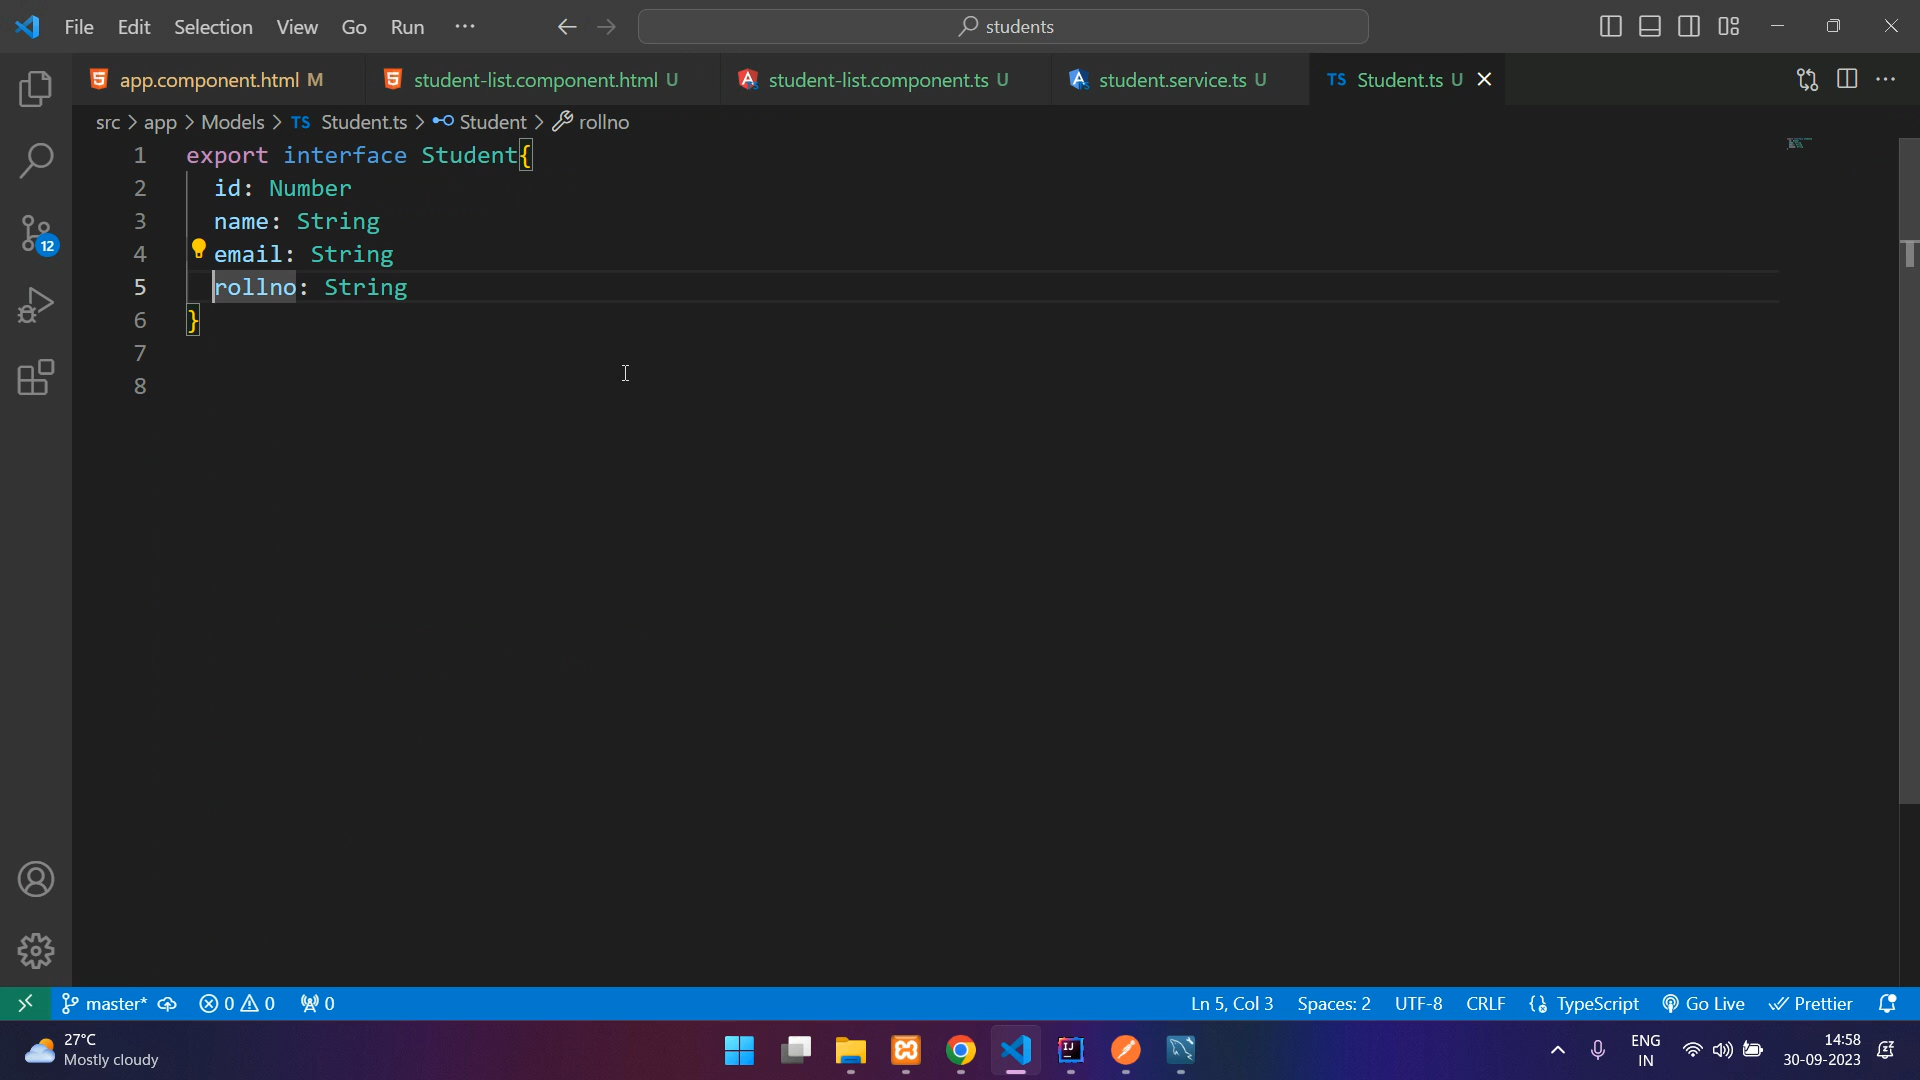 File Edit Selection View Go Run ···
students
app.component.html M
student-list.component.html U
student-list.component.ts U
student.service.ts U
TS Student.ts U
src > app > Models > TS Student.ts > Student > rollno
1 export interface Student{
2 id: Number
3 name: String
4 email: String
5 rollno: String
6 }
7
8
12
master* 0 0 0
Ln 5, Col 3 Spaces: 2 UTF-8 CRLF TypeScript Go Live Prettier
27°C
Mostly cloudy
ENG
IN
14:58
30-09-2023